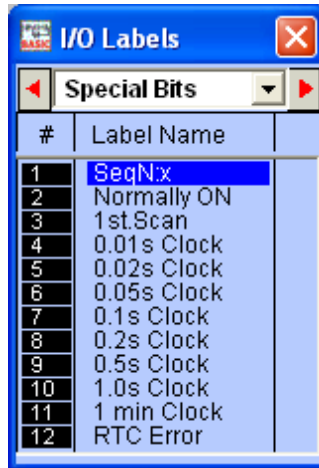 BASIC I/O Labels
Special Bits
# Label Name
1 SeqN:x
2 Normally ON
3 1st.Scan
4 0.01s Clock
5 0.02s Clock
6 0.05s Clock
7 0.1s Clock
8 0.2s Clock
9 0.5s Clock
10 1.0s Clock
11 1 min Clock
12 RTC Error